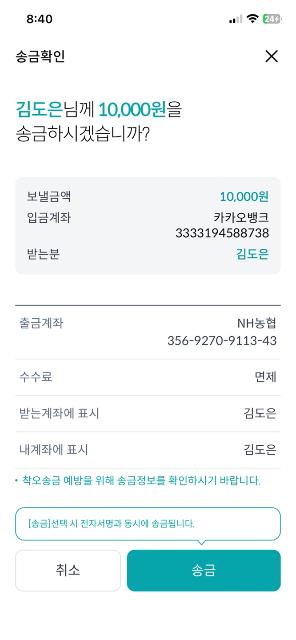 8:40
24
송금확인
김도은님께 10,000원을
송금하시겠습니까?
보낼금액 10,000원
입금계좌 카카오뱅크
3333194588738
받는분 김도은
출금계좌 NH농협
356-9270-9113-43
수수료 면제
받는계좌에 표시 김도은
내계좌에 표시 김도은
• 착오송금 예방을 위해 송금정보를 확인하시기 바랍니다.
[송금]선택 시 전자서명과 동시에 송금됩니다.
취소 송금